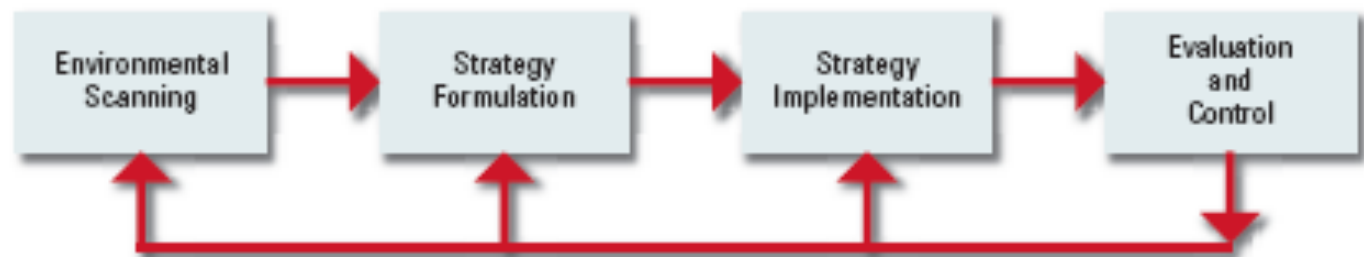 Environmental
Scanning
Strategy
Formulation
Strategy
Implementation
Evaluation
and
Control